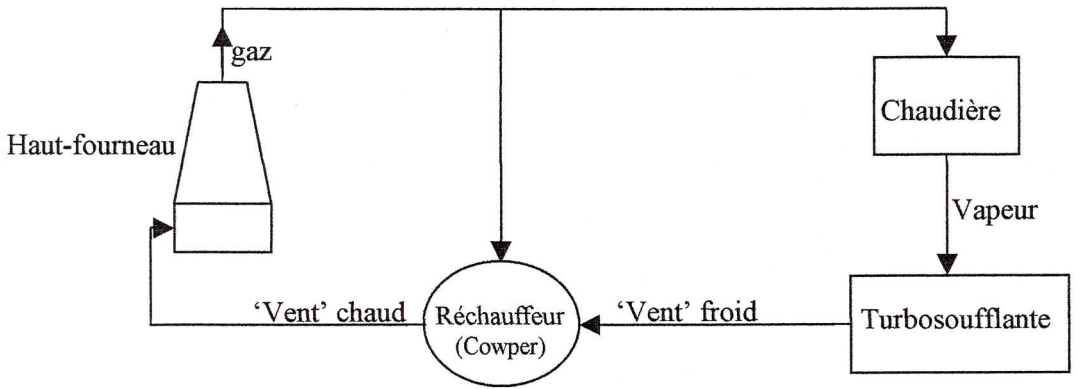 gaz
Haut-fourneau
Chaudière
Vapeur
'Vent' chaud
Réchauffeur
(Cowper)
'Vent' froid
Turbosoufflante